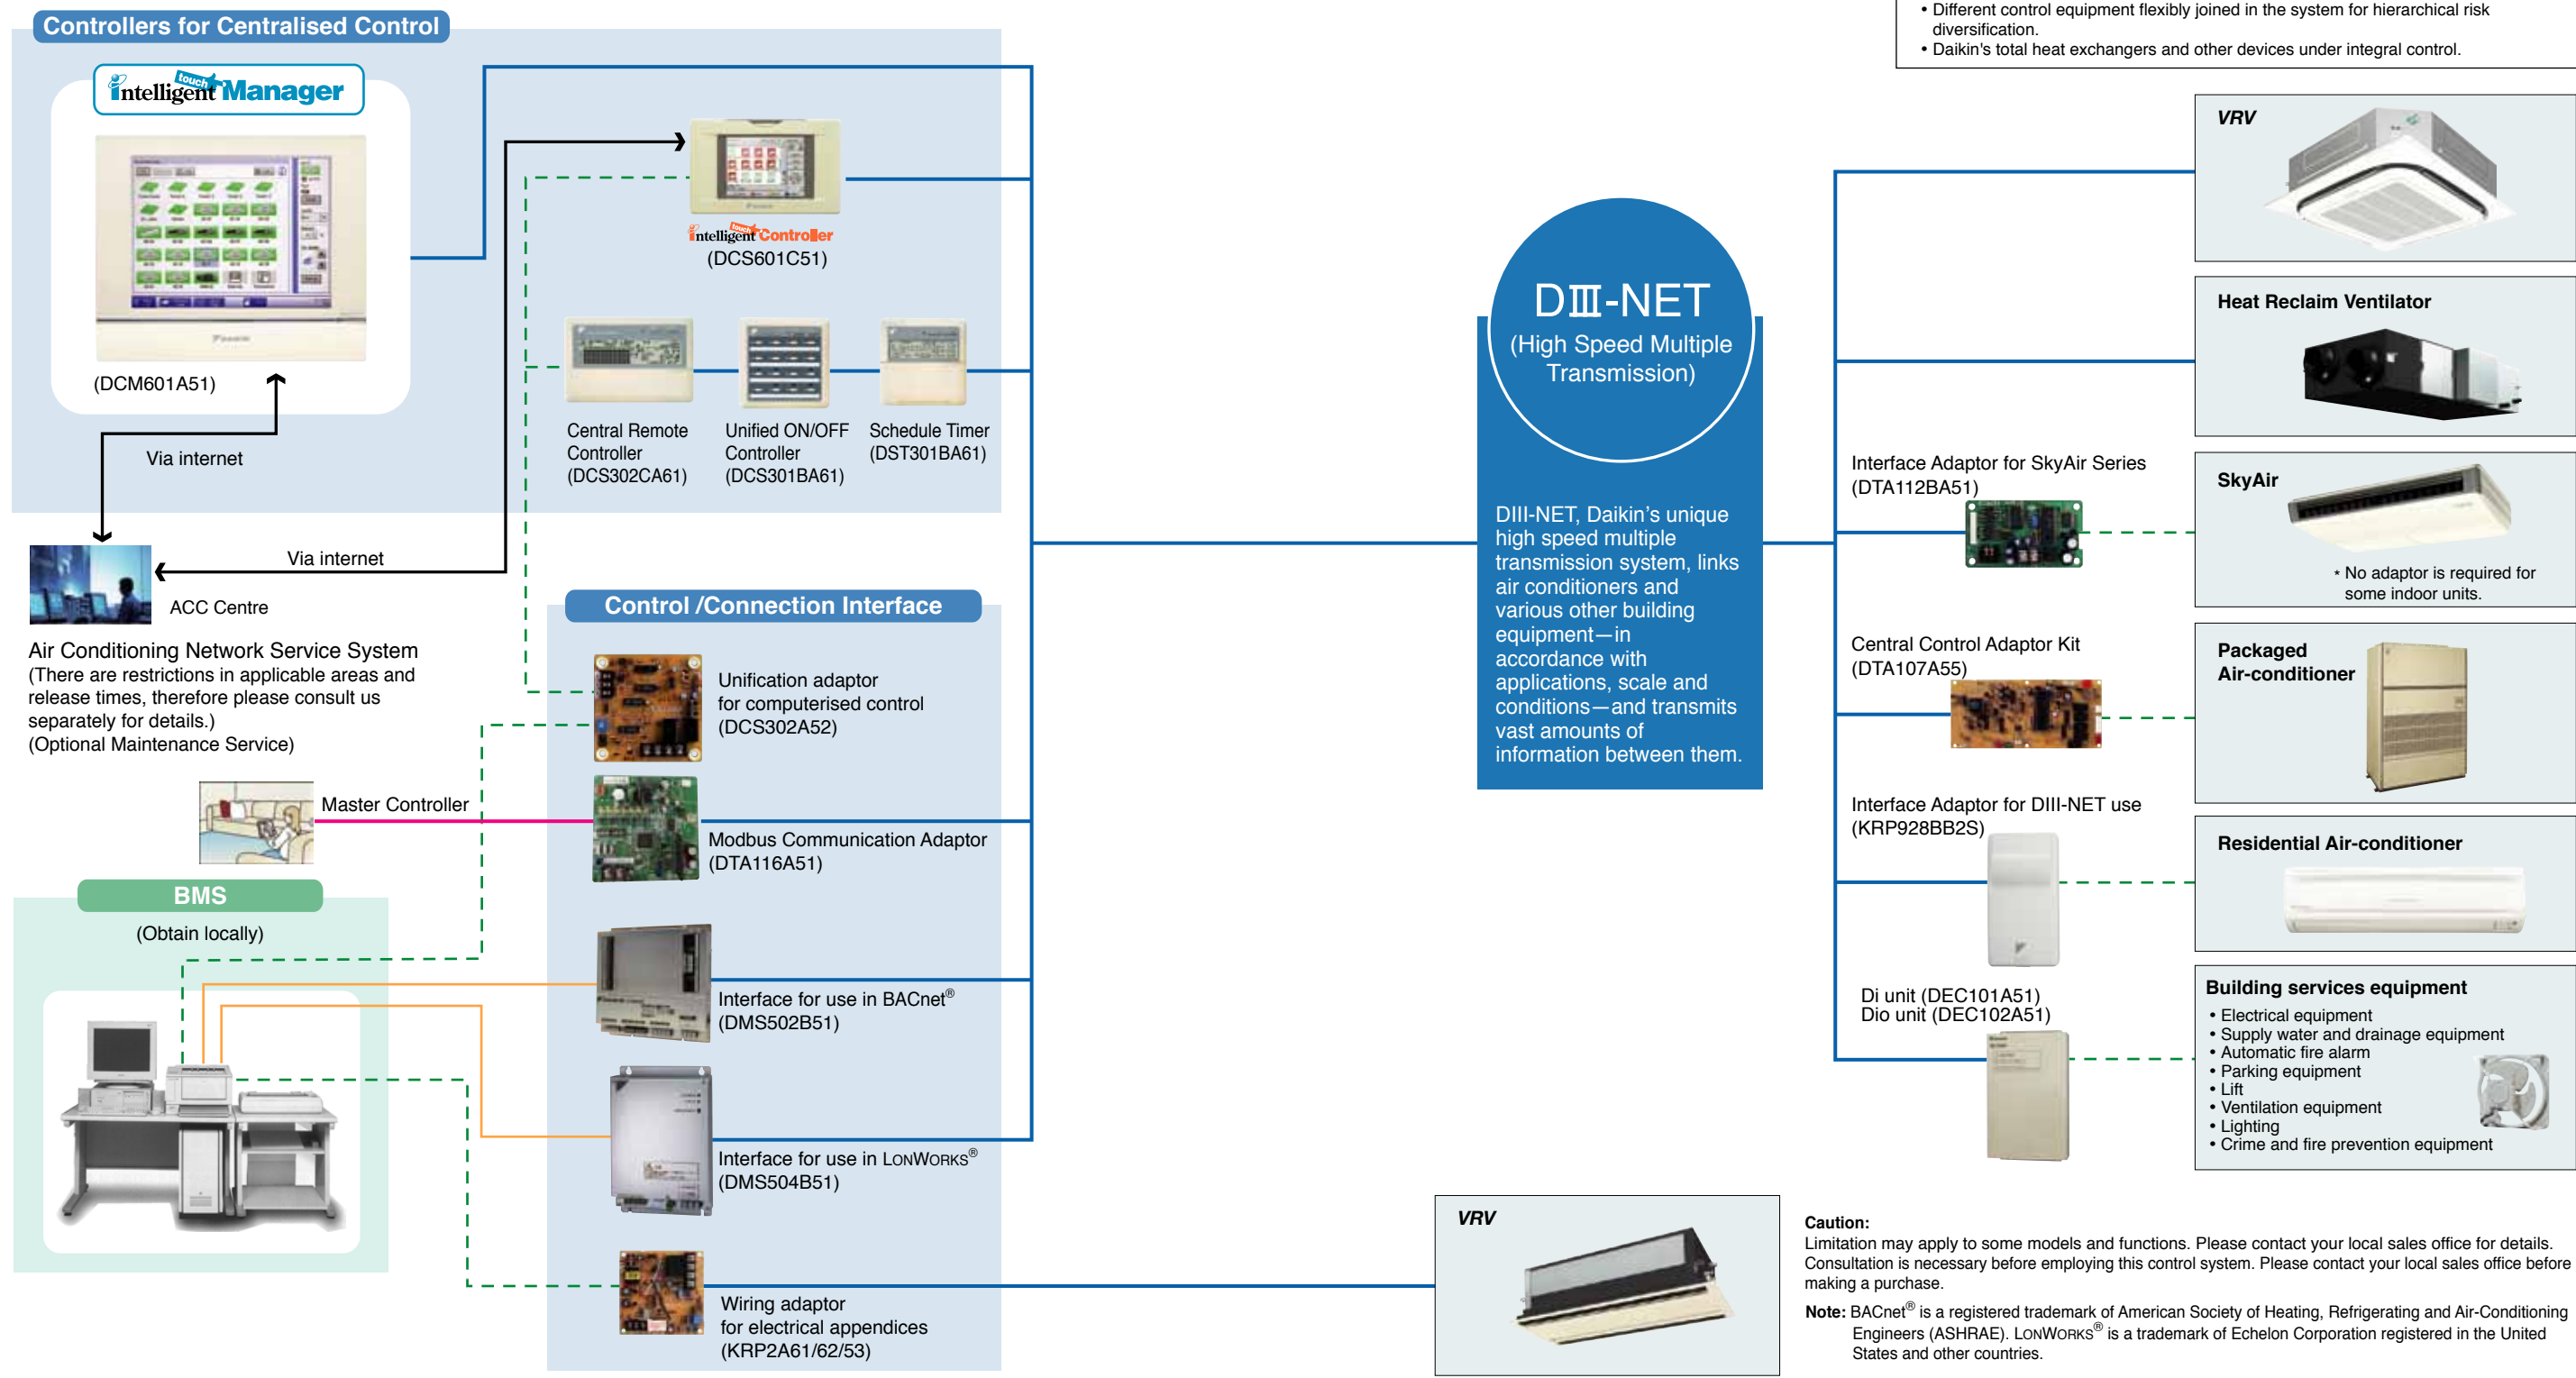 • Different control equipment flexibly joined in the system for hierarchical risk
diversification.
• Daikin's total heat exchangers and other devices under integral control.
Controllers for Centralised Control
intelligent touch Manager
(DCM601A51)
Via internet
intelligent touch Controller
(DCS601C51)
Central Remote
Controller
(DCS302CA61)
Unified ON/OFF
Controller
(DCS301BA61)
Schedule Timer
(DST301BA61)
Via internet
ACC Centre
Air Conditioning Network Service System
(There are restrictions in applicable areas and
release times, therefore please consult us
separately for details.)
(Optional Maintenance Service)
Master Controller
BMS
(Obtain locally)
Control /Connection Interface
Unification adaptor
for computerised control
(DCS302A52)
Modbus Communication Adaptor
(DTA116A51)
Interface for use in BACnet®
(DMS502B51)
Interface for use in LONWORKS®
(DMS504B51)
Wiring adaptor
for electrical appendices
(KRP2A61/62/53)
DIII-NET
(High Speed Multiple
Transmission)
DIII-NET, Daikin's unique
high speed multiple
transmission system, links
air conditioners and
various other building
equipment—in
accordance with
applications, scale and
conditions—and transmits
vast amounts of
information between them.
VRV
Heat Reclaim Ventilator
Interface Adaptor for SkyAir Series
(DTA112BA51)
SkyAir
* No adaptor is required for
some indoor units.
Central Control Adaptor Kit
(DTA107A55)
Packaged
Air-conditioner
Interface Adaptor for DIII-NET use
(KRP928BB2S)
Residential Air-conditioner
Di unit (DEC101A51)
Dio unit (DEC102A51)
Building services equipment
• Electrical equipment
• Supply water and drainage equipment
• Automatic fire alarm
• Parking equipment
• Lift
• Ventilation equipment
• Lighting
• Crime and fire prevention equipment
VRV
Caution:
Limitation may apply to some models and functions. Please contact your local sales office for details.
Consultation is necessary before employing this control system. Please contact your local sales office before
making a purchase.
Note: BACnet® is a registered trademark of American Society of Heating, Refrigerating and Air-Conditioning
Engineers (ASHRAE). LONWORKS® is a trademark of Echelon Corporation registered in the United
States and other countries.